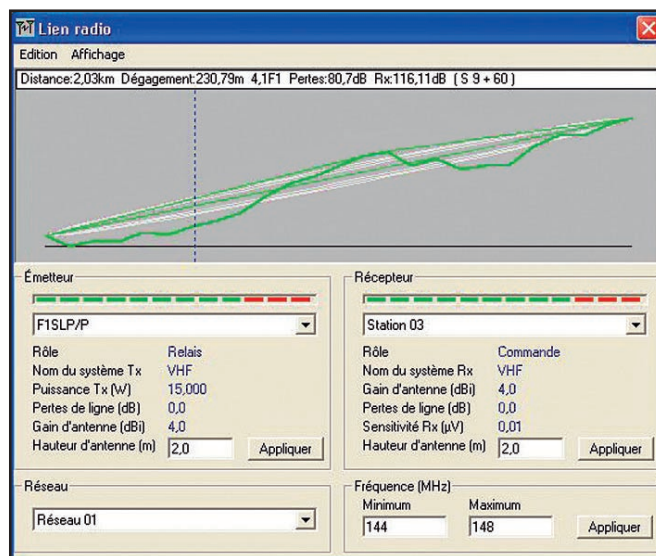 Lien radio
Edition Affichage
Distance:2,03km Dégagement:230,79m 4,1F1 Pertes:80,7dB Rx:116,11dB ( S 9 + 60 )
Émetteur
F1SLP/P
Rôle Relais
Nom du système Tx VHF
Puissance Tx (W) 15,000
Pertes de ligne (dB) 0,0
Gain d'antenne (dBi) 4,0
Hauteur d'antenne (m) 2,0 Appliquer
Récepteur
Station 03
Rôle Commande
Nom du système Rx VHF
Gain d'antenne (dBi) 4,0
Pertes de ligne (dB) 0,0
Sensitivité Rx (µV) 0,01
Hauteur d'antenne (m) 2,0 Appliquer
Réseau
Réseau 01
Fréquence (MHz)
Minimum Maximum
144 148 Appliquer